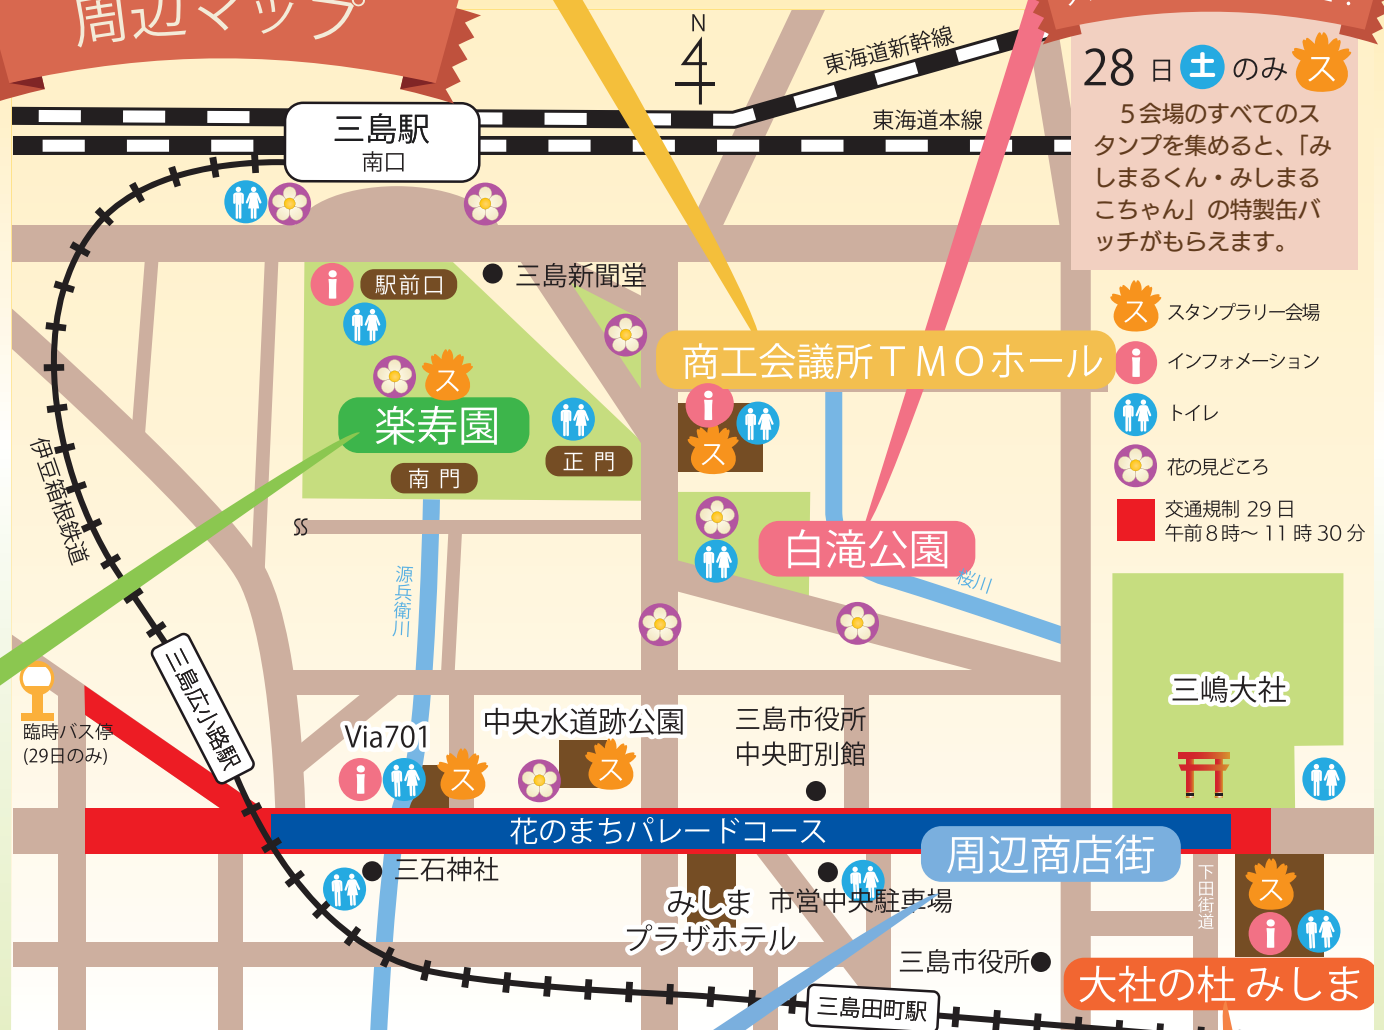 周辺マップ
N
東海道新幹線
東海道本線
三島駅
南口
28日 土 のみ ス
５会場のすべてのス
タンプを集めると、「み
しまるくん・みしまる
こちゃん」の特製缶バ
ッチがもらえます。
ス スタンプラリー会場
i インフォメーション
トイレ
花の見どころ
交通規制 29日
午前8時〜11時30分
i 駅前口
三島新聞堂
商工会議所ＴＭＯホール
ス
楽寿園
正門
南門
i
ス
伊豆箱根鉄道
白滝公園
桜川
源兵衛川
三嶋大社
三島広小路駅
臨時バス停
(29日のみ)
Via701
i
ス
中央水道跡公園
ス
三島市役所
中央町別館
花のまちパレードコース
周辺商店街
三石神社
みしま
プラザホテル
市営中央駐車場
下田街道
ス
i
三島市役所
大社の杜 みしま
三島田町駅